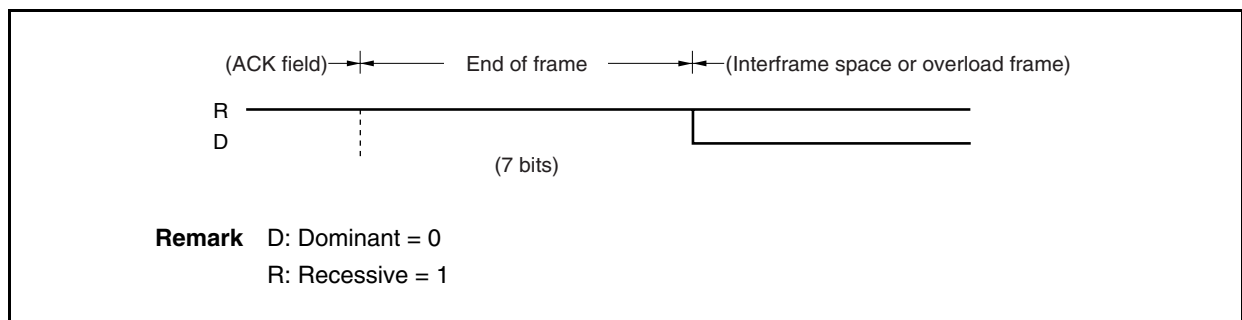 (ACK field) End of frame (Interframe space or overload frame)
R
D
(7 bits)
Remark D: Dominant = 0
R: Recessive = 1